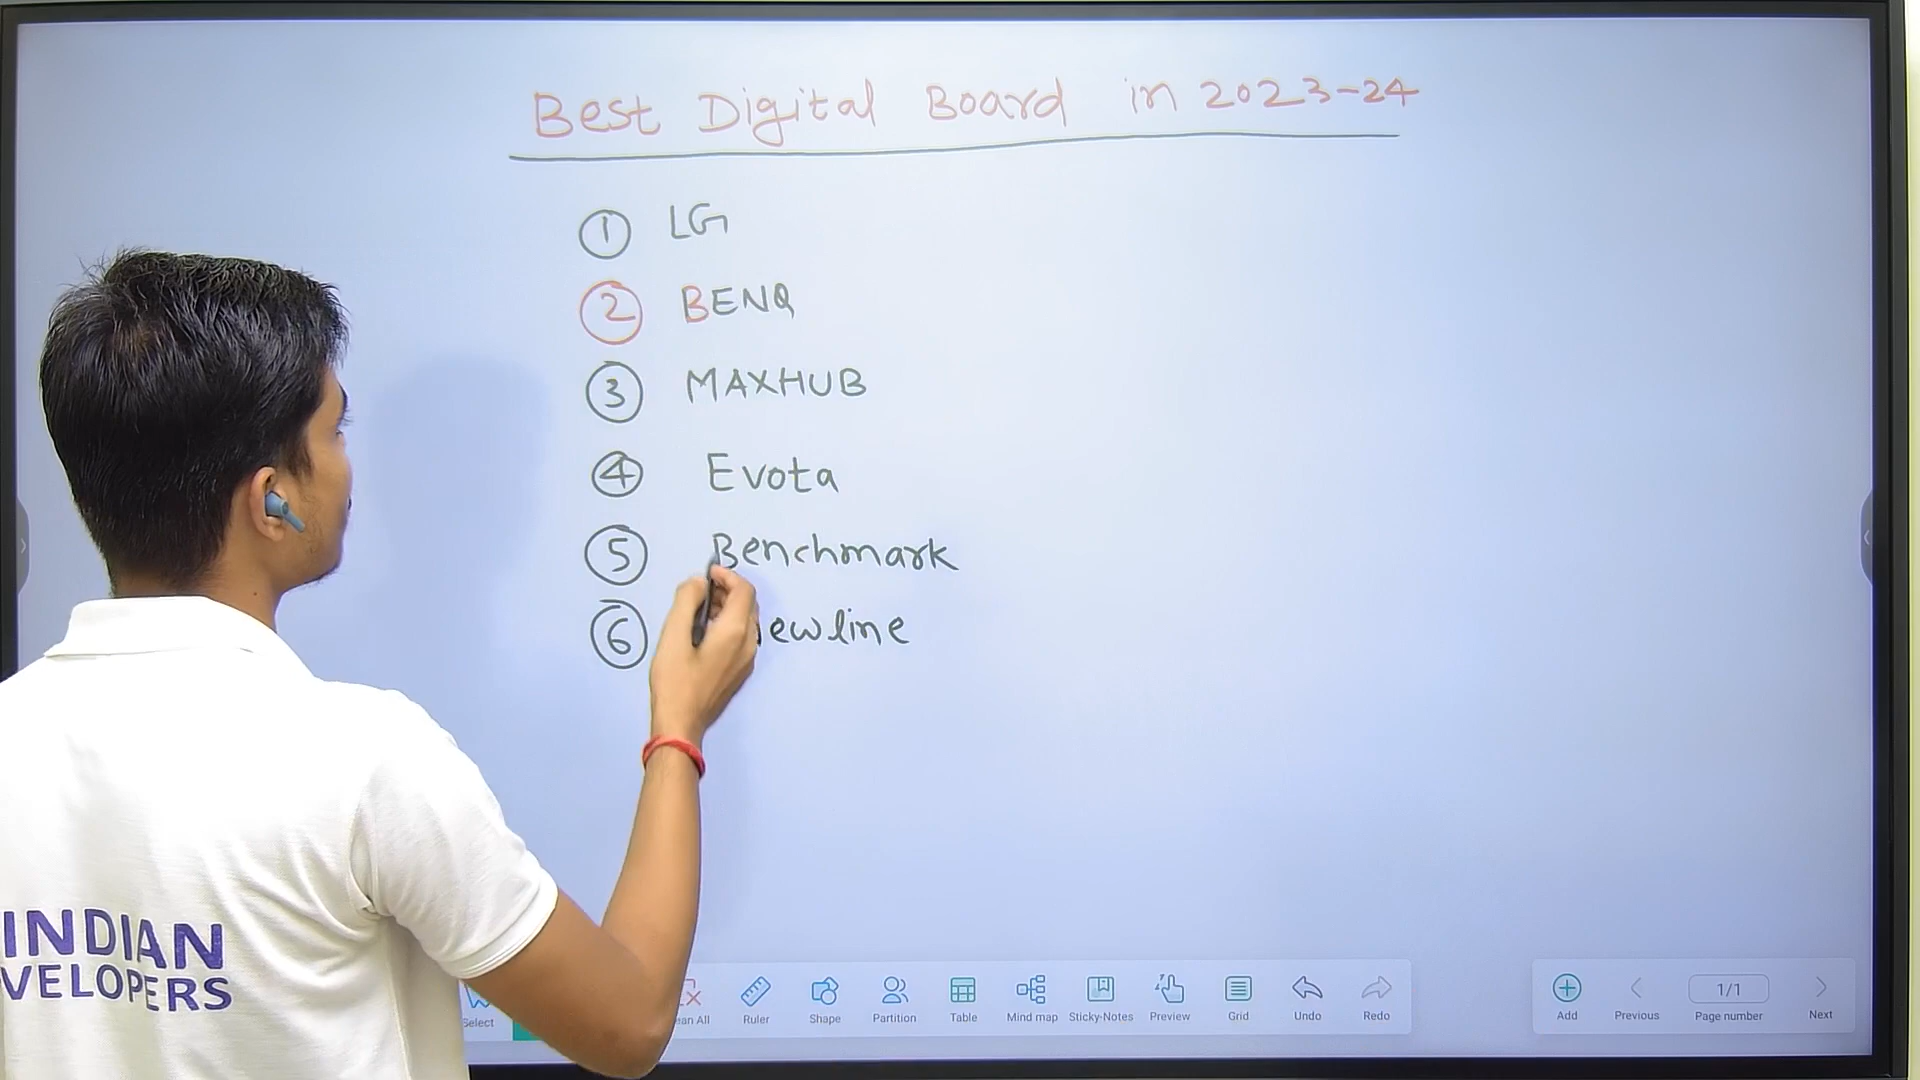 Best Digital Board in 2023-24
1 LG
2 BENQ
3 MAXHUB
4 Evota
5 Benchmark
6 ewline
INDIAN
VELOPERS
Select
an All
Ruler
Shape
Partition
Table
Mind map
Sticky-Notes
Preview
Grid
Undo
Redo
Add
Previous
1/1
Page number
Next